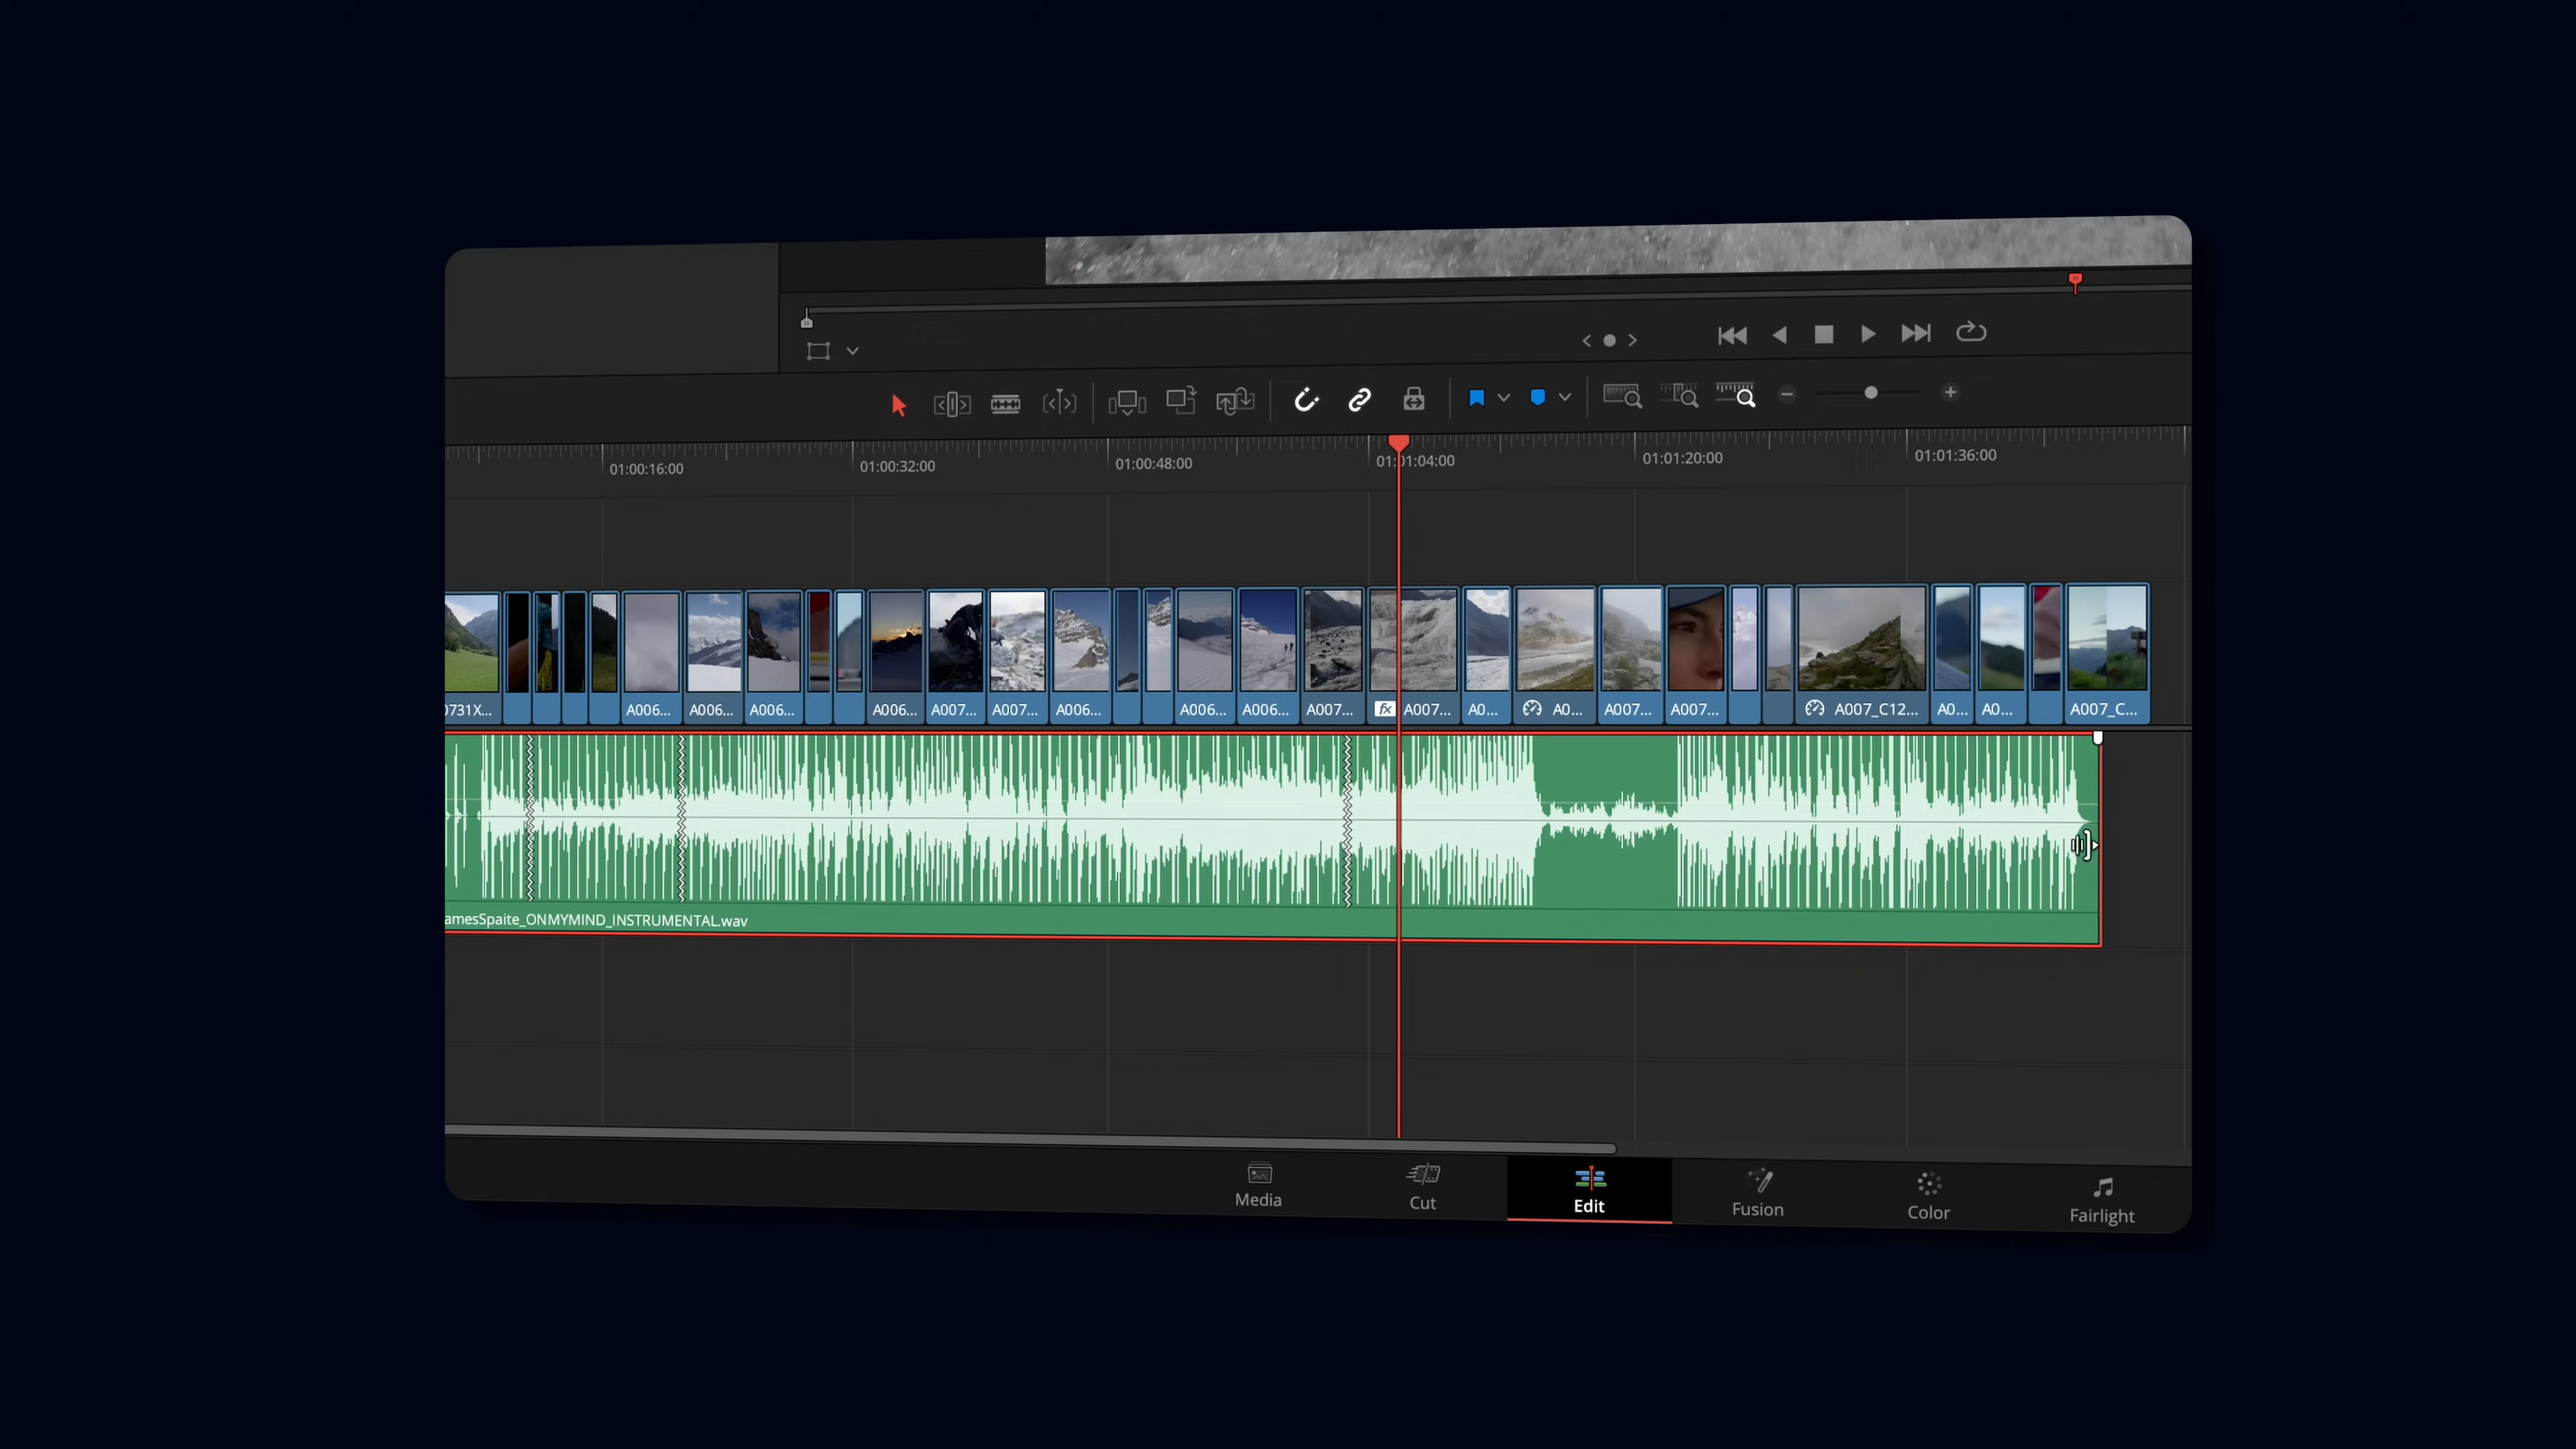 01:00:16:00 01:00:32:00 01:00:48:00 01:01:04:00 01:01:20:00 01:01:36:00
0731X... A006... A006... A006... A006... A007... A007... A006... A006... A006... A007... fx A007... A0... A0... A007... A007... A007_C12... A0... A0... A007_C...
amesSpaite_ONMYMIND_INSTRUMENTAL.wav
Media Cut Edit Fusion Color Fairlight